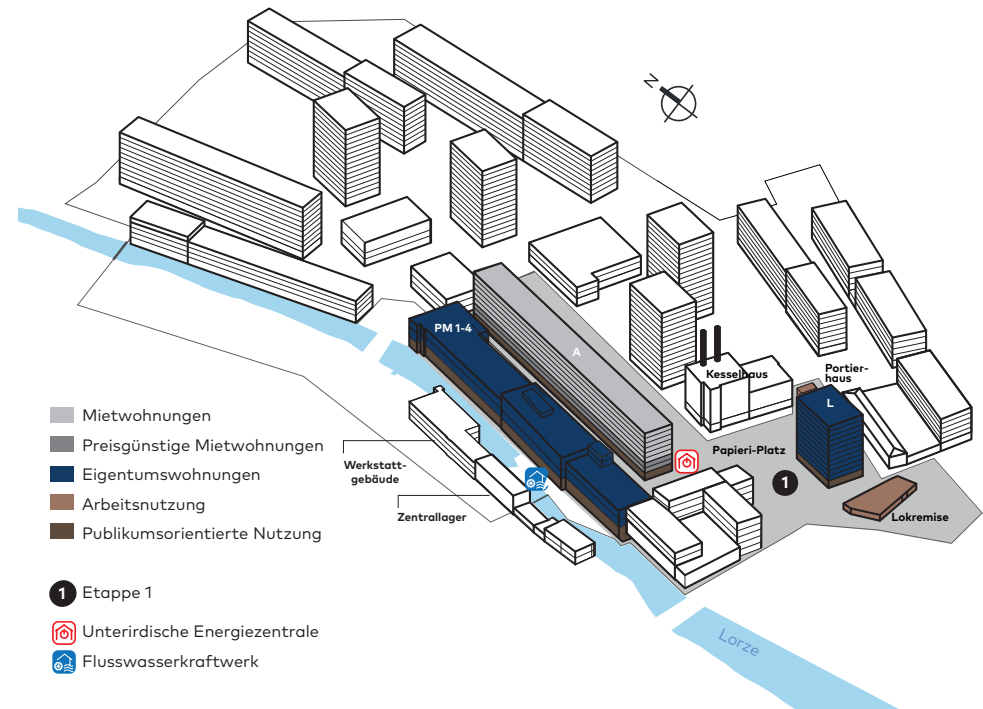 N
PM 1-4
A
Kesselhaus
Portier-
haus
L
Papieri-Platz
1
Lokremise
Werkstatt-
gebäude
Zentrallager
Lorze
Mietwohnungen
Preisgünstige Mietwohnungen
Eigentumswohnungen
Arbeitsnutzung
Publikumsorientierte Nutzung
1 Etappe 1
Unterirdische Energiezentrale
Flusswasserkraftwerk